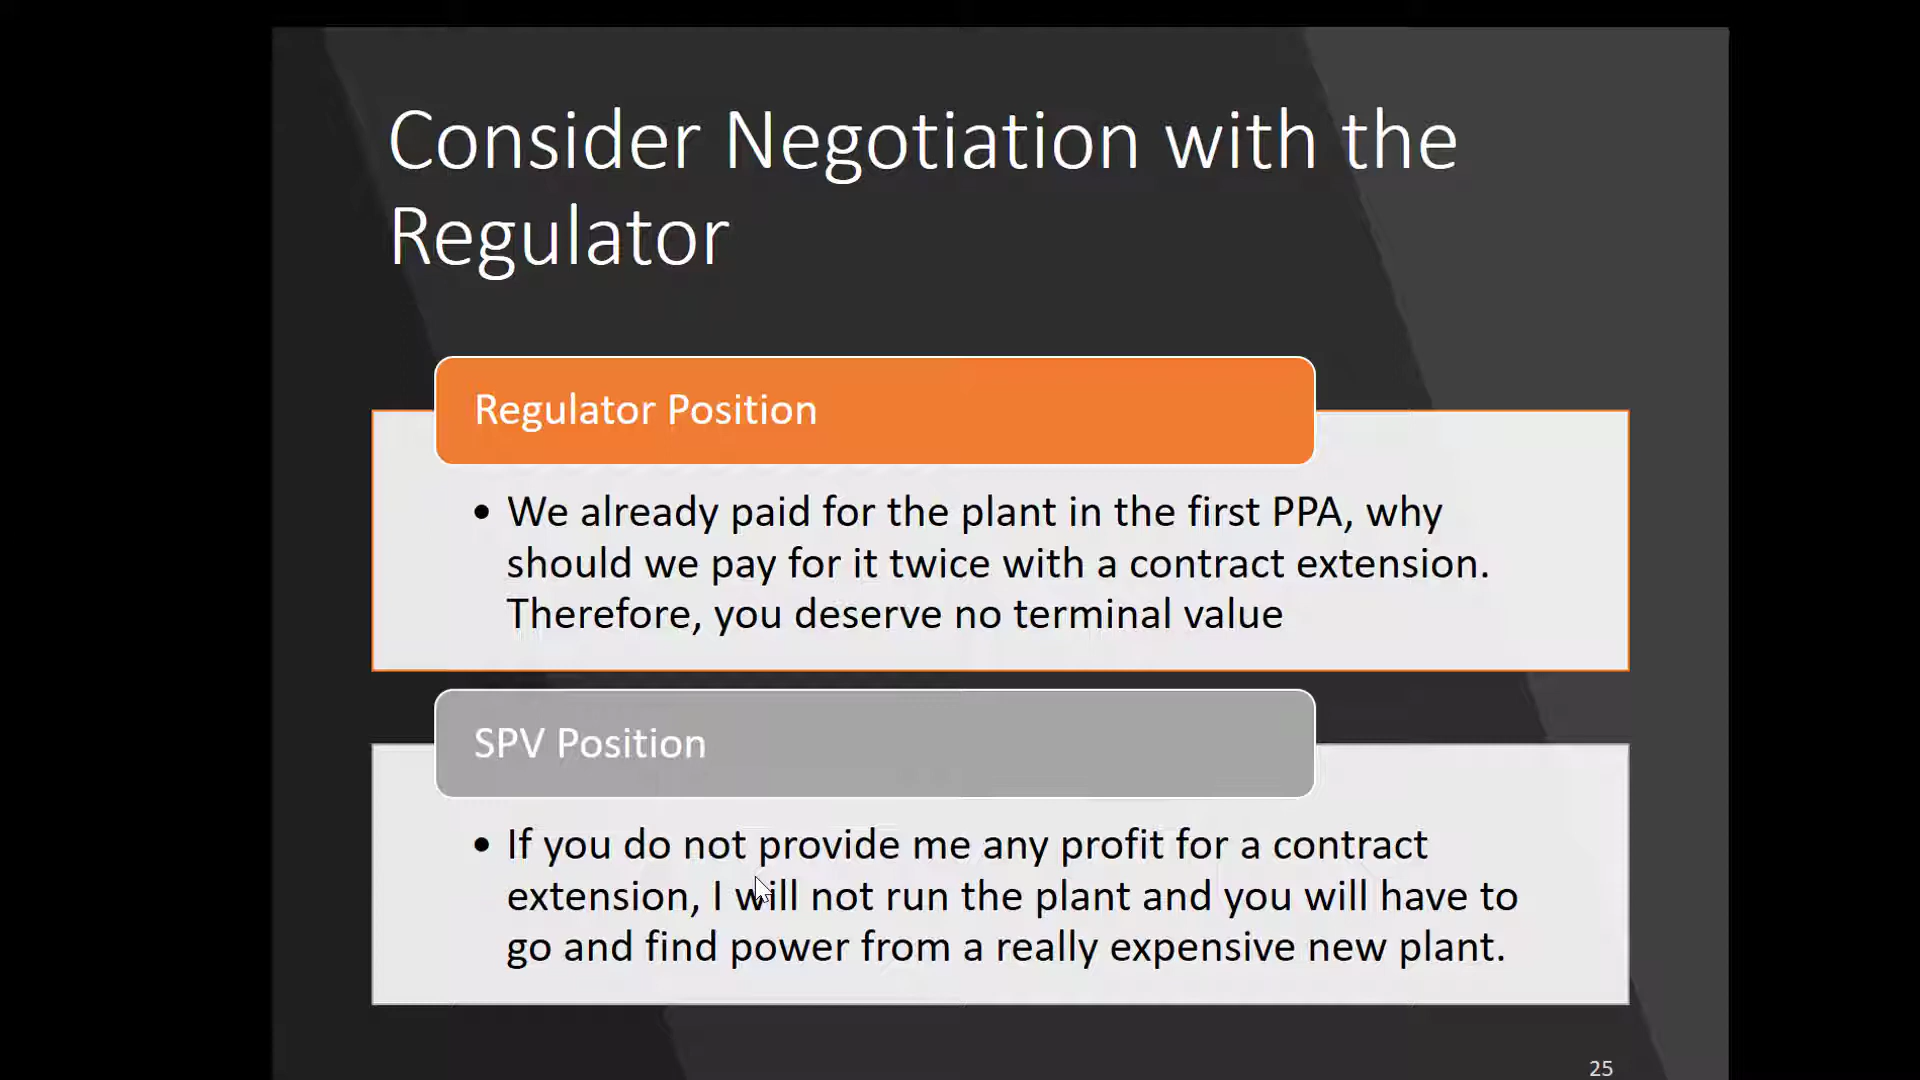 Consider Negotiation with the
Regulator
Regulator Position
• We already paid for the plant in the first PPA, why
should we pay for it twice with a contract extension.
Therefore, you deserve no terminal value
SPV Position
• If you do not provide me any profit for a contract
extension, I will not run the plant and you will have to
go and find power from a really expensive new plant.
25